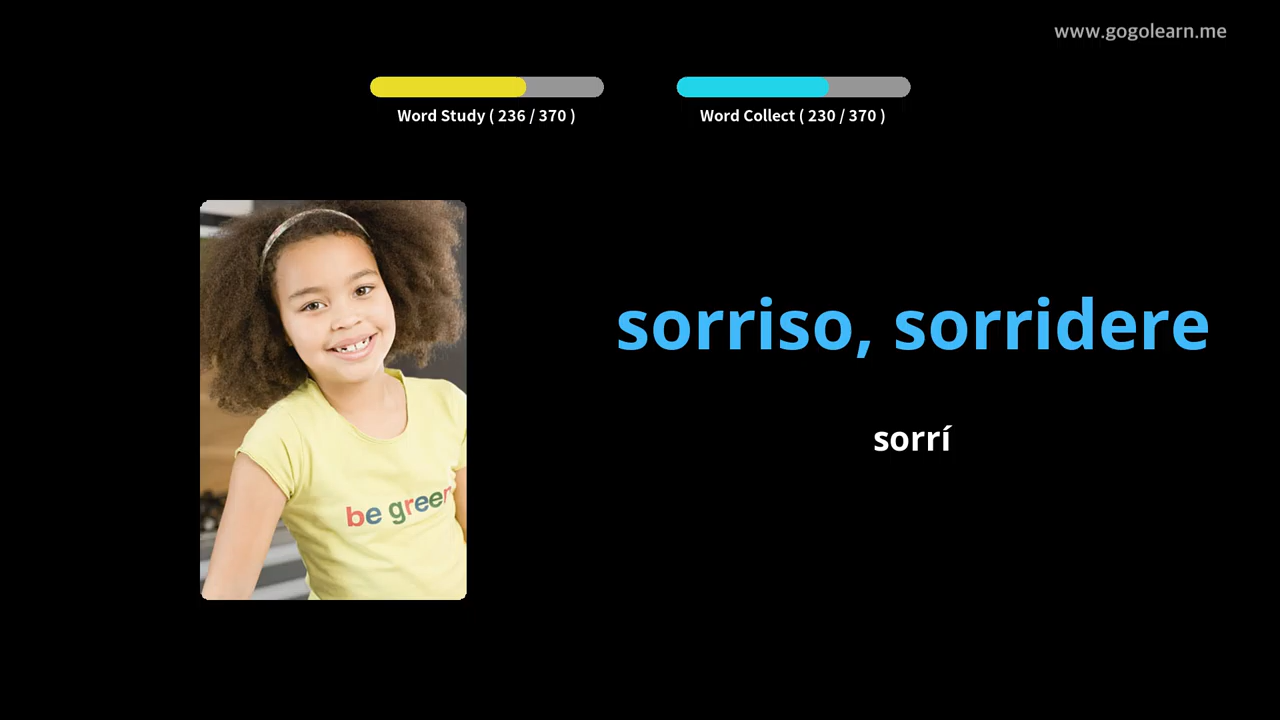 www.gogolearn.me
Word Study ( 236 / 370 )
Word Collect ( 230 / 370 )
sorriso, sorridere
sorrí
be green